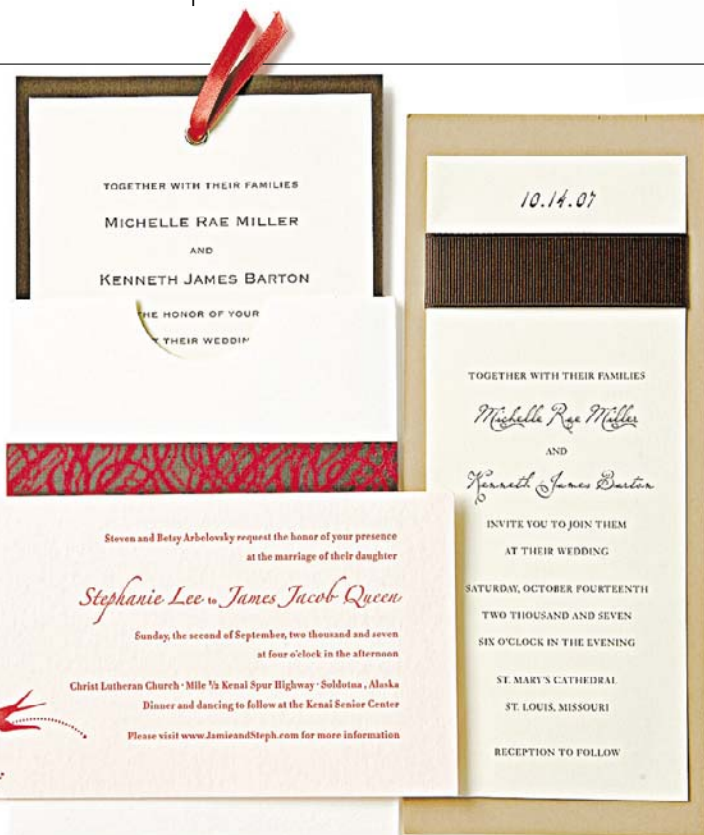 TOGETHER WITH THEIR FAMILIES
MICHELLE RAE MILLER
AND
KENNETH JAMES BARTON
THE HONOR OF YOUR
THEIR WEDDIN
10.14.07
TOGETHER WITH THEIR FAMILIES
Michelle Rae Miller
AND
Kenneth James Barton
INVITE YOU TO JOIN THEM
AT THEIR WEDDING
SATURDAY, OCTOBER FOURTEENTH
TWO THOUSAND AND SEVEN
SIX O'CLOCK IN THE EVENING
ST. MARY'S CATHEDRAL
ST. LOUIS, MISSOURI
RECEPTION TO FOLLOW
Steven and Betsy Arbelovsky request the honor of your presence
at the marriage of their daughter
Stephanie Lee to James Jacob Queen
Sunday, the second of September, two thousand and seven
at four o'clock in the afternoon
Christ Lutheran Church · Mile ½ Kenai Spur Highway · Soldotna, Alaska
Dinner and dancing to follow at the Kenai Senior Center
Please visit www.JamieandSteph.com for more information